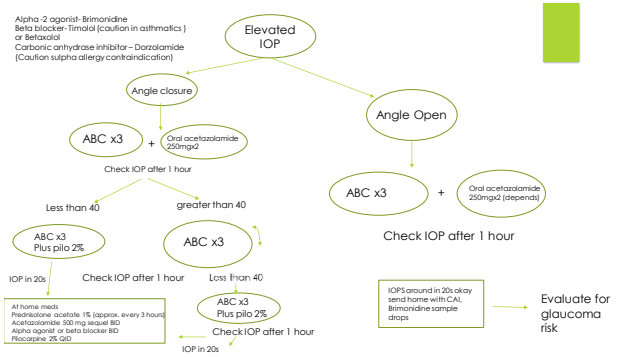 Alpha -2 agonist- Brimonidine
Beta blocker- Timolol (caution in asthmatics )
or Betaxolol
Carbonic anhydrase inhibitor – Dorzolamide
(Caution sulpha allergy contraindication)
Elevated
IOP
Angle closure
Angle Open
ABC x3
+
Oral acetazolamide
250mgx2
Check IOP after 1 hour
ABC x3
+
Oral acetazalamide
250mgx2 (depends)
Check IOP after 1 hour
Less than 40
greater than 40
ABC x3
Plus pilo 2%
ABC x3
IOP in 20s
Check IOP after 1 hour
Less than 40
ABC x3
Plus pilo 2%
At home meds
Prednisolone acetate 1% (approx. every 3 hours)
Acetazolamide 500 mg sequel BID
Alpha agonist or beta blocker BID
Pilocarpine 2% QID
Check IOP after 1 hour
IOP in 20s
IOPS around in 20s okay
send home with CAI,
Brimonidine sample
drops
Evaluate for
glaucoma
risk